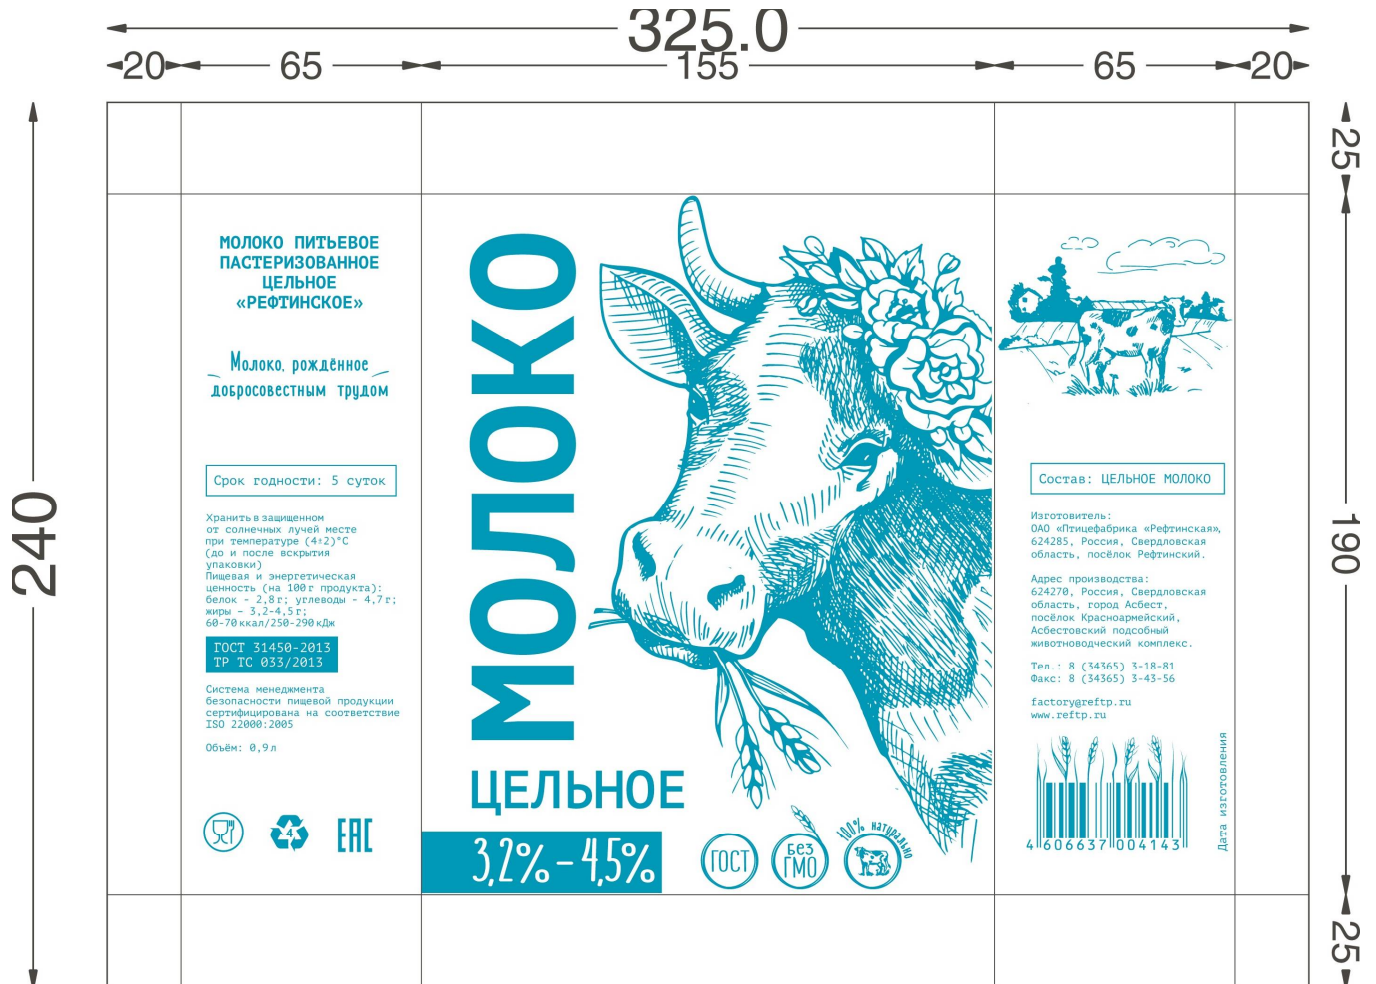 325.0
20 65 155 65 20
240
25
190
25
МОЛОКО ПИТЬЕВОЕ
ПАСТЕРИЗОВАННОЕ
ЦЕЛЬНОЕ
«РЕФТИНСКОЕ»
Молоко, рождённое
добросовестным трудом
Срок годности: 5 суток
Хранить в защищенном
от солнечных лучей месте
при температуре (4±2)°С
(до и после вскрытия
упаковки)
Пищевая и энергетическая
ценность (на 100 г продукта):
белок - 2,8 г; углеводы - 4,7 г;
жиры – 3,2-4,5 г;
60-70 ккал/250-290 кДж
ГОСТ 31450-2013
ТР ТС 033/2013
Система менеджмента
безопасности пищевой продукции
сертифицирована на соответствие
ISO 22000:2005
Объём: 0,9 л
4
ЕАС
МОЛОКО
ЦЕЛЬНОЕ
3,2% – 4,5%
ГОСТ
БЕЗ
ГМО
100% натурально
Состав: ЦЕЛЬНОЕ МОЛОКО
Изготовитель:
ОАО «Птицефабрика «Рефтинская»,
624285, Россия, Свердловская
область, посёлок Рефтинский.
Адрес производства:
624270, Россия, Свердловская
область, город Асбест,
посёлок Красноармейский,
Асбестовский подсобный
животноводческий комплекс.
Тел.: 8 (34365) 3-18-81
Факс: 8 (34365) 3-43-56
factory@reftp.ru
www.reftp.ru
4 606637 004143
Дата изготовления